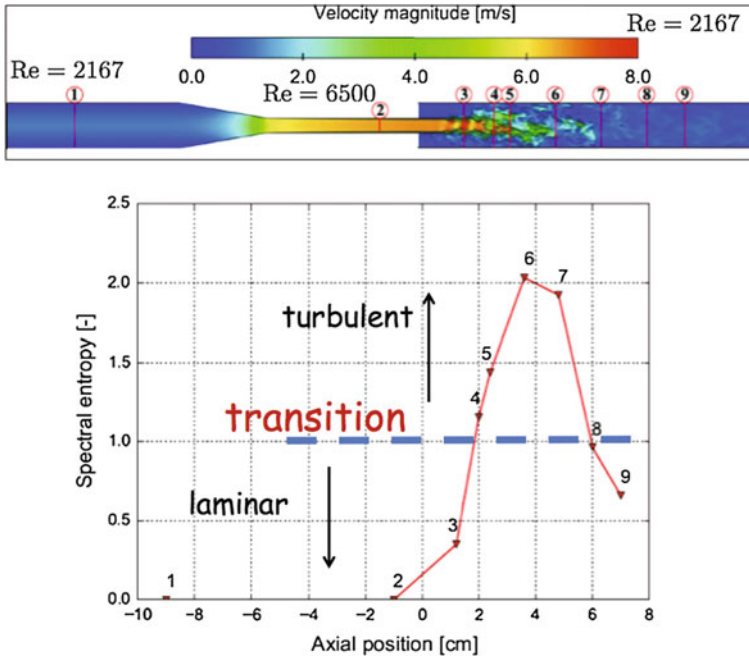 Velocity magnitude [m/s]
Re = 2167
Re = 2167
0.0 2.0 4.0 6.0 8.0
Re = 6500
1 2 3 4 5 6 7 8 9
2.5
2.0
1.5
1.0
0.5
0.0
Spectral entropy [-]
turbulent
transition
laminar
1 2 3 4 5 6 7 8 9
−10 −8 −6 −4 −2 0 2 4 6 8
Axial position [cm]